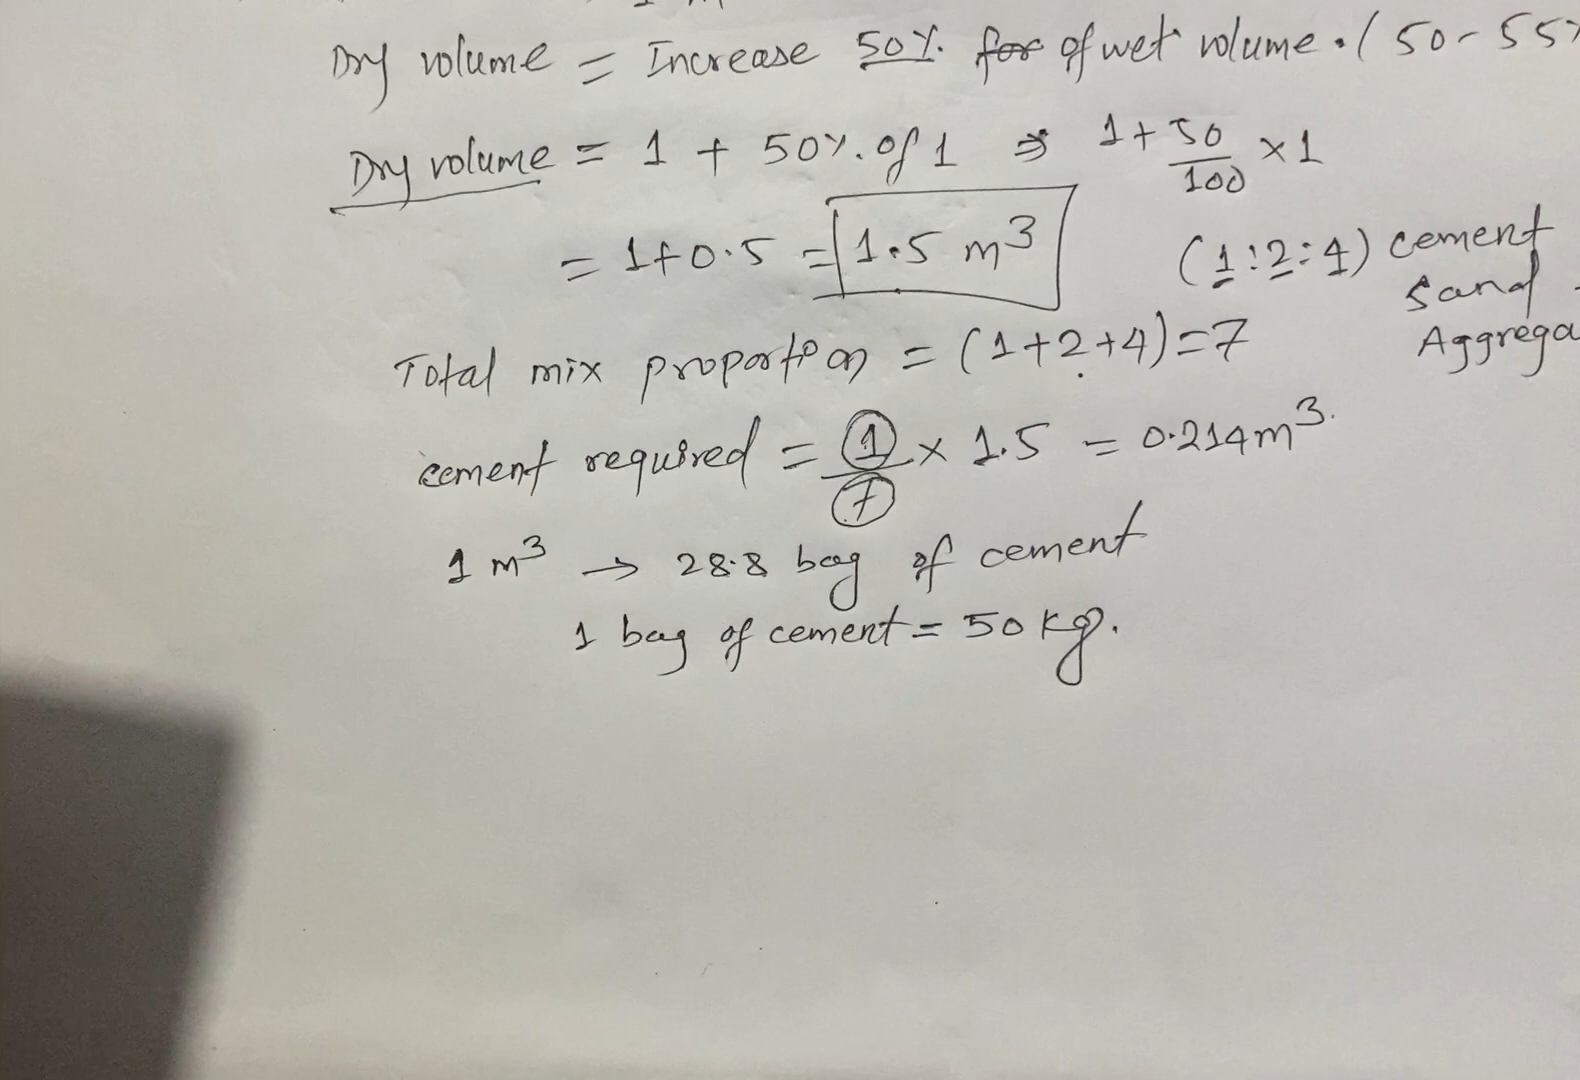 Dry volume = Increase 50%. for of wet volume. (50-55%
Dry volume = 1 + 50%. of 1 ⇒ 1+50/100 ×1
= 1+0.5 = 1.5 m³
(1:2:4) cement
Sand
Aggrega
Total mix proportion = (1+2+4)=7
cement required = 1/7 × 1.5 = 0.214m³.
1 m³ → 28.8 bag of cement
1 bag of cement = 50 kg.